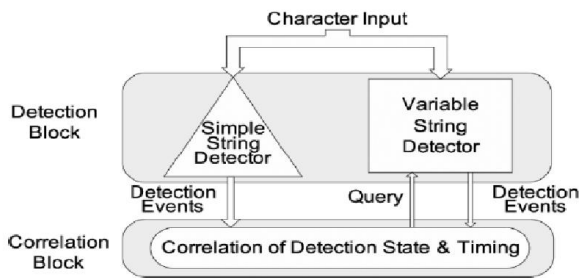 Character Input
Detection
Block
Simple
String
Detector
Variable
String
Detector
Detection
Events
Query
Detection
Events
Correlation
Block
Correlation of Detection State & Timing